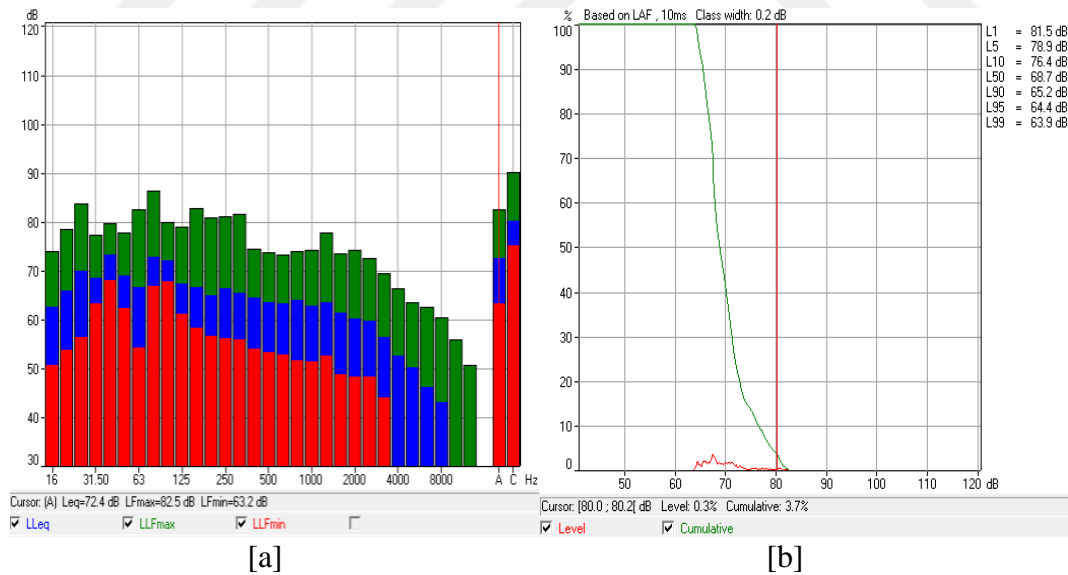 dB
120
110
100
90
80
70
60
50
40
30
16 31.50 63 125 250 500 1000 2000 4000 8000 A C Hz
Cursor: (A) Leq=72.4 dB LFmax=82.5 dB LFmin=63.2 dB
LLeq LLFmax LLFmin
[a]
% Based on LAF , 10ms Class width: 0.2 dB
100
90
80
70
60
50
40
30
20
10
0
50 60 70 80 90 100 110 120 dB
L1 = 81.5 dB
L5 = 78.9 dB
L10 = 76.4 dB
L50 = 68.7 dB
L90 = 65.2 dB
L95 = 64.4 dB
L99 = 63.9 dB
Cursor: [80.0 ; 80.2[ dB Level: 0.3% Cumulative: 3.7%
Level Cumulative
[b]